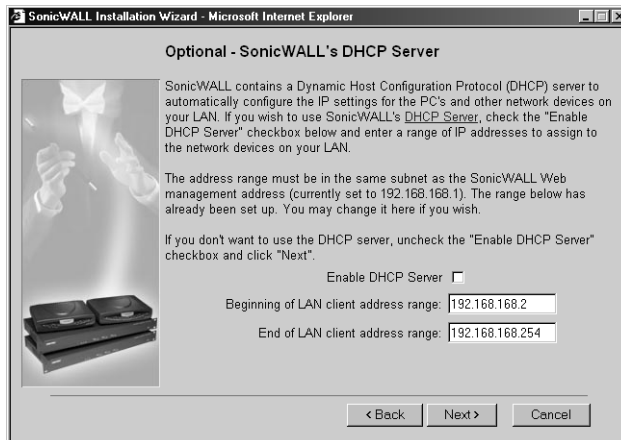 SonicWALL Installation Wizard - Microsoft Internet Explorer
Optional - SonicWALL's DHCP Server
SonicWALL contains a Dynamic Host Configuration Protocol (DHCP) server to
automatically configure the IP settings for the PC's and other network devices on
your LAN. If you wish to use SonicWALL's DHCP Server, check the "Enable
DHCP Server" checkbox below and enter a range of IP addresses to assign to
the network devices on your LAN.
The address range must be in the same subnet as the SonicWALL Web
management address (currently set to 192.168.168.1). The range below has
already been set up. You may change it here if you wish.
If you don't want to use the DHCP server, uncheck the "Enable DHCP Server"
checkbox and click "Next".
Enable DHCP Server
Beginning of LAN client address range: 192.168.168.2
End of LAN client address range: 192.168.168.254
< Back Next > Cancel